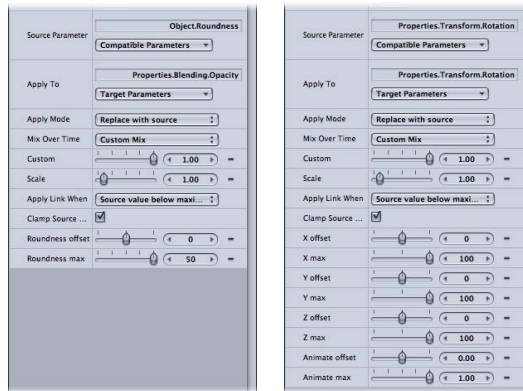 Object.Roundness
Source Parameter
Compatible Parameters
Properties.Blending.Opacity
Apply To
Target Parameters
Apply Mode Replace with source
Mix Over Time Custom Mix
Custom 1.00
Scale 1.00
Apply Link When Source value below maxi...
Clamp Source ...
Roundness offset 0
Roundness max 50
Properties.Transform.Rotation
Source Parameter
Compatible Parameters
Properties.Transform.Rotation
Apply To
Target Parameters
Apply Mode Replace with source
Mix Over Time Custom Mix
Custom 1.00
Scale 1.00
Apply Link When Source value below maxi...
Clamp Source ...
X offset 0
X max 100
Y offset 0
Y max 100
Z offset 0
Z max 100
Animate offset 0.00
Animate max 1.00